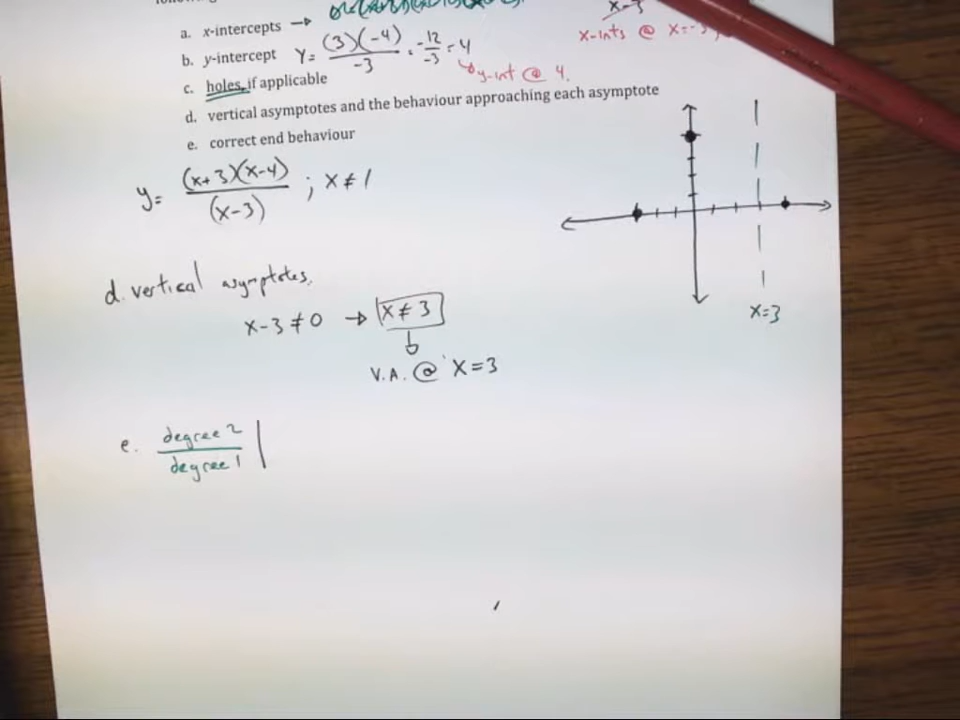 a. x-intercepts →
x-3
x-ints @ x=-3
b. y-intercept Y= (3)(-4) / -3 = -12 / -3 = 4
↳ y-int @ 4.
c. holes, if applicable
d. vertical asymptotes and the behaviour approaching each asymptote
e. correct end behaviour
y= (x+3)(x-4) / (x-3) ; x≠1
d. vertical asymptotes.
x-3≠0 → x≠3
x=3
V.A. @ x=3
e. degree 2 / degree 1